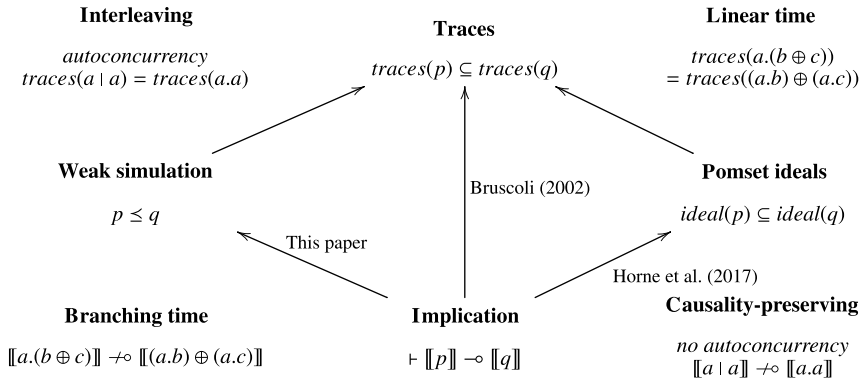 Interleaving
autoconcurrency
traces(a | a) = traces(a.a)
Traces
traces(p) ⊆ traces(q)
Linear time
traces(a.(b ⊕ c))
= traces((a.b) ⊕ (a.c))
Weak simulation
p ⪯ q
Bruscoli (2002)
Pomset ideals
ideal(p) ⊆ ideal(q)
This paper
Horne et al. (2017)
Branching time
⟦a.(b ⊕ c)⟧ ⊸̸ ⟦(a.b) ⊕ (a.c)⟧
Implication
⊢ ⟦p⟧ ⊸ ⟦q⟧
Causality-preserving
no autoconcurrency
⟦a | a⟧ ⊸̸ ⟦a.a⟧